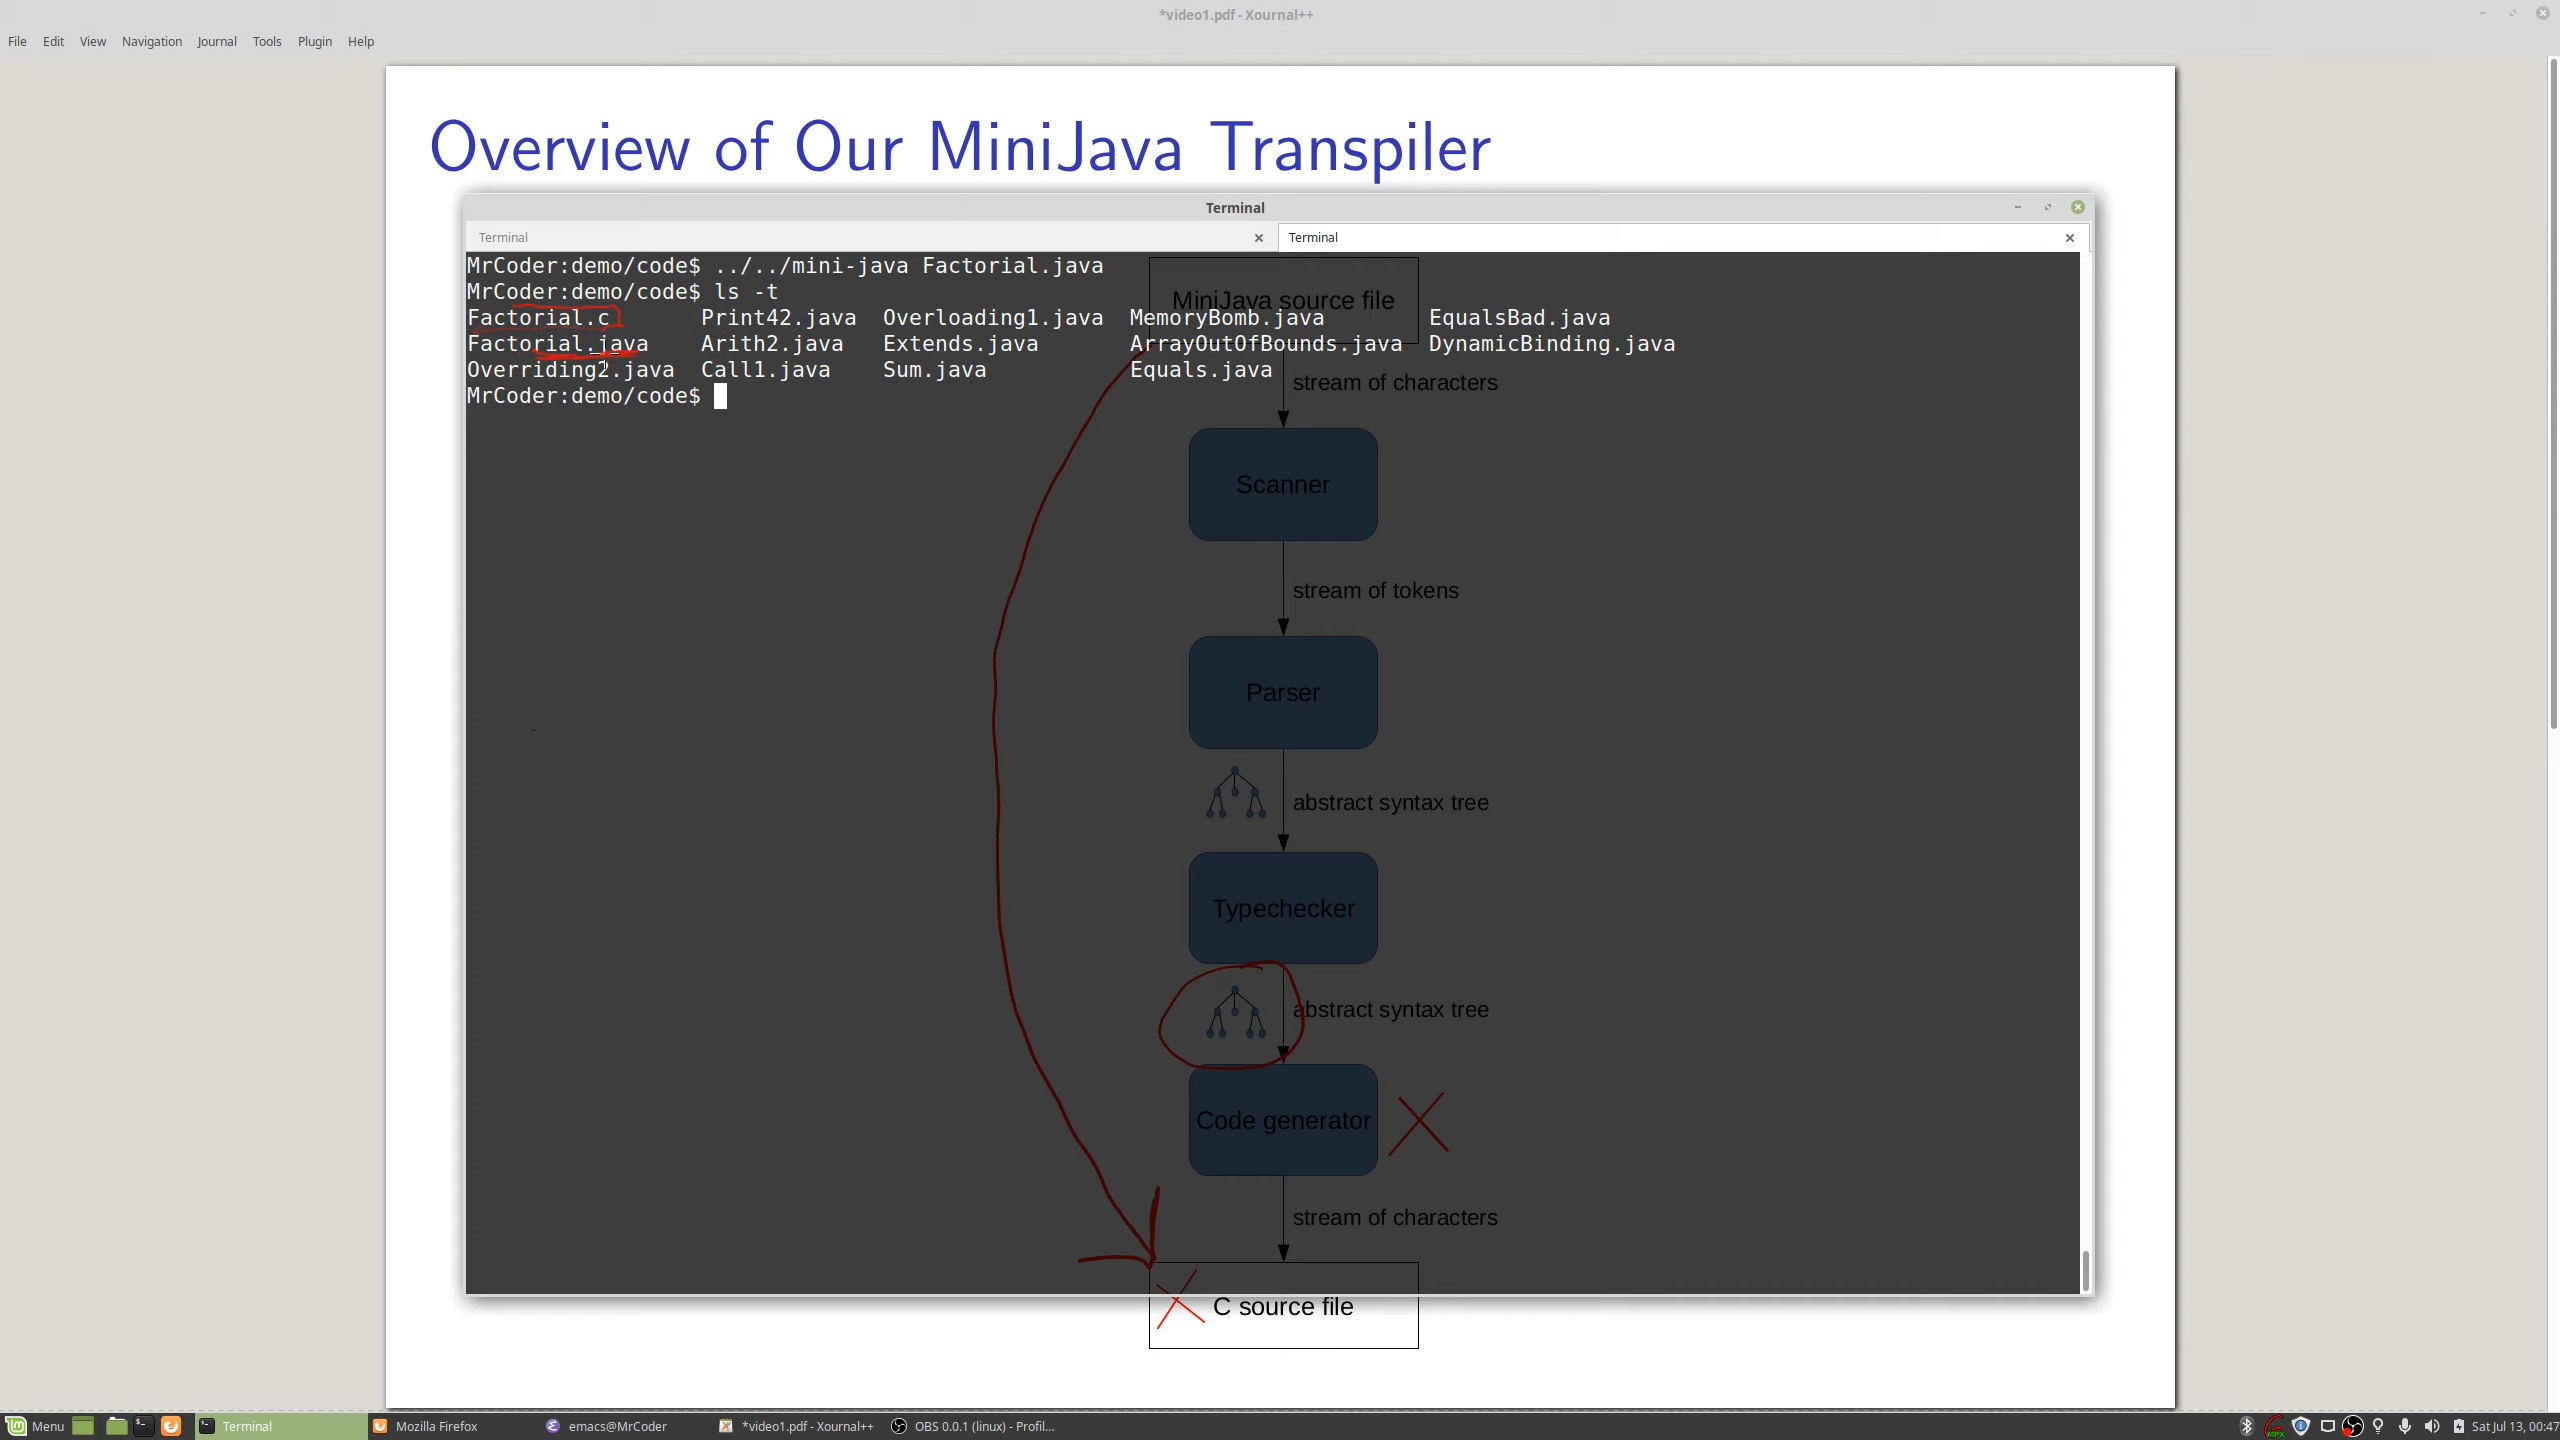 *video1.pdf - Xournal++
File Edit View Navigation Journal Tools Plugin Help
Overview of Our MiniJava Transpiler
Terminal
Terminal Terminal
MrCoder:demo/code$ ../../mini-java Factorial.java
MrCoder:demo/code$ ls -t
MiniJava source file
Factorial.c Print42.java Overloading1.java MemoryBomb.java EqualsBad.java
Factorial.java Arith2.java Extends.java ArrayOutOfBounds.java DynamicBinding.java
Overriding2.java Call1.java Sum.java Equals.java
stream of characters
MrCoder:demo/code$
Scanner
stream of tokens
Parser
abstract syntax tree
Typechecker
abstract syntax tree
Code generator
stream of characters
C source file
Menu Terminal Mozilla Firefox emacs@MrCoder *video1.pdf - Xournal++ OBS 0.0.1 (linux) - Profil... MPX Sat Jul 13, 00:47